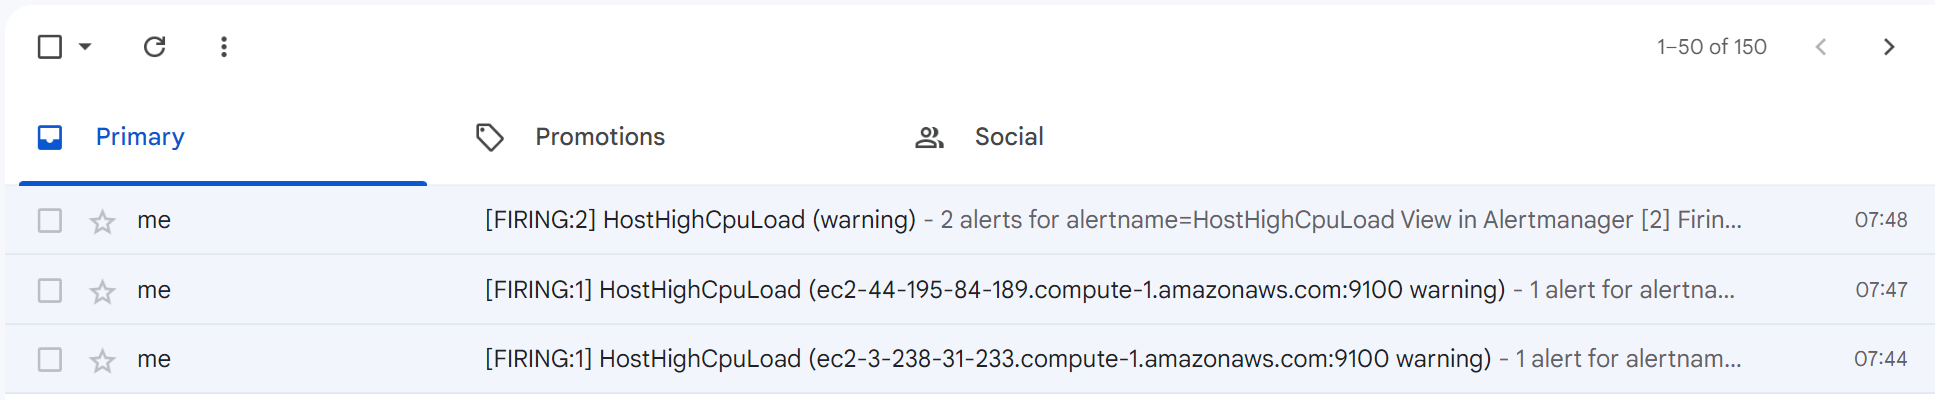 1–50 of 150
Primary Promotions Social
me [FIRING:2] HostHighCpuLoad (warning) - 2 alerts for alertname=HostHighCpuLoad View in Alertmanager [2] Firin... 07:48
me [FIRING:1] HostHighCpuLoad (ec2-44-195-84-189.compute-1.amazonaws.com:9100 warning) - 1 alert for alertna... 07:47
me [FIRING:1] HostHighCpuLoad (ec2-3-238-31-233.compute-1.amazonaws.com:9100 warning) - 1 alert for alertnam... 07:44